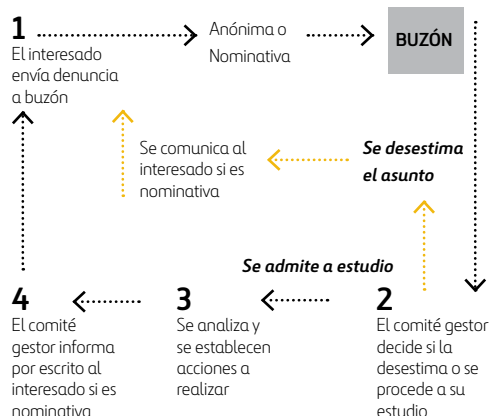 1
El interesado
envía denuncia
a buzón
Anónima o
Nominativa
BUZÓN
Se comunica al
interesado si es
nominativa
Se desestima
el asunto
Se admite a estudio
4
El comité
gestor informa
por escrito al
interesado si es
nominativa
3
Se analiza y
se establecen
acciones a
realizar
2
El comité gestor
decide si la
desestima o se
procede a su
estudio